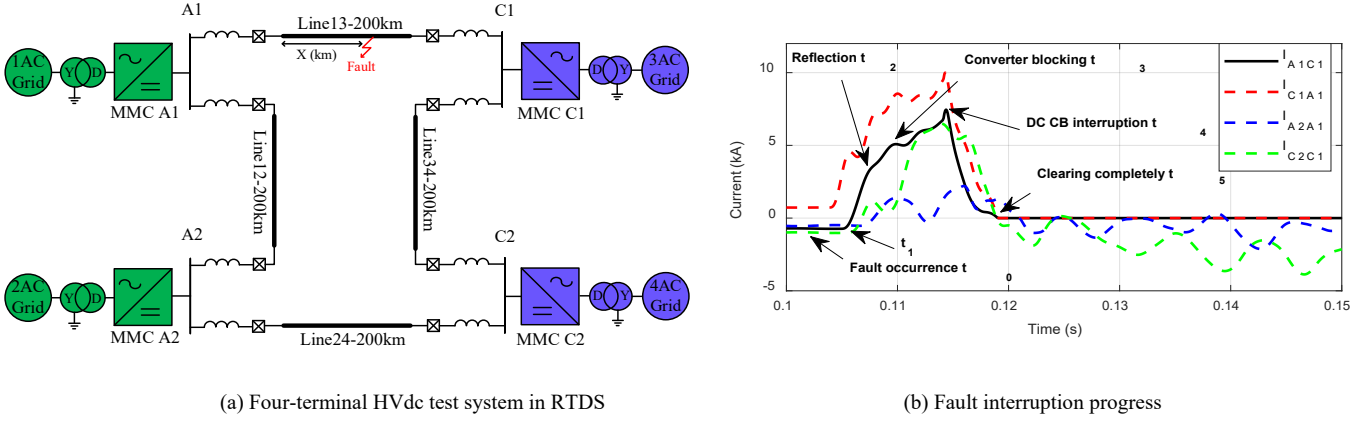 A1
C1
Line13-200km
X (km)
Fault
1AC
Grid
Y
D
MMC A1
MMC C1
D
Y
3AC
Grid
Line12-200km
Line34-200km
A2
C2
2AC
Grid
Y
D
MMC A2
Line24-200km
MMC C2
D
Y
4AC
Grid
(a) Four-terminal HVdc test system in RTDS
Current (kA)
10
5
0
-5
Reflection t
2
Converter blocking t
3
DC CB interruption t
4
Clearing completely t
5
t1
Fault occurrence t
0
I A1C1
I C1A1
I A2A1
I C2C1
0.1
0.11
0.12
0.13
0.14
0.15
Time (s)
(b) Fault interruption progress